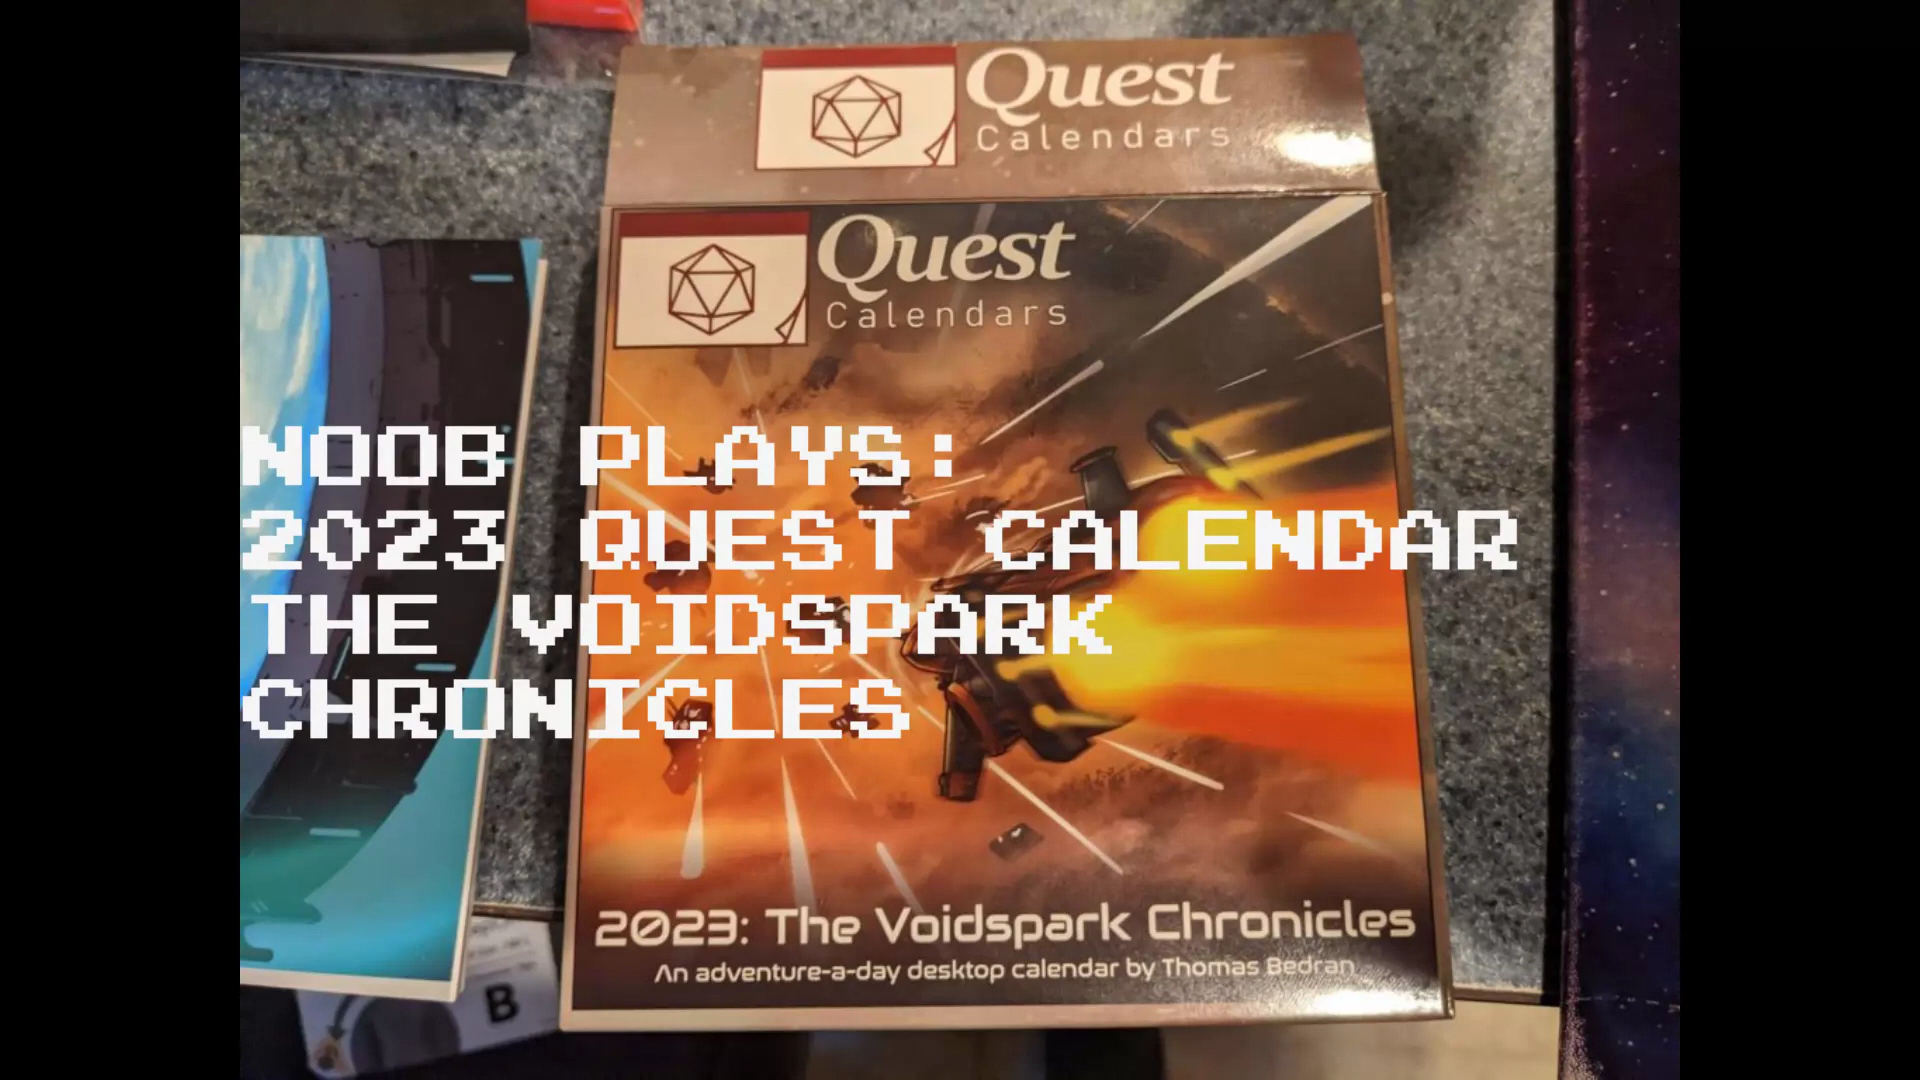 Quest
Calendars
Quest
Calendars
NOOB PLAYS:
2023 QUEST CALENDAR
THE VOIDSPARK
CHRONICLES
2023: The Voidspark Chronicles
An adventure-a-day desktop calendar by Thomas Bedran
B